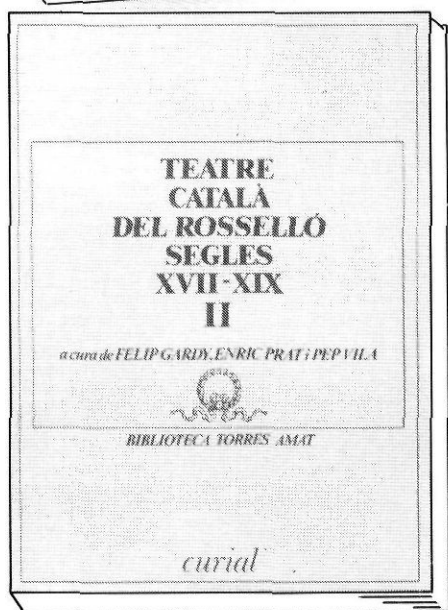 TEATRE
CATALÀ
DEL ROSSELLÓ
SEGLES
XVII-XIX
II
a cura de FELIP GARDY, ENRIC PRAT i PEP VILA
BIBLIOTECA TORRES AMAT
curial